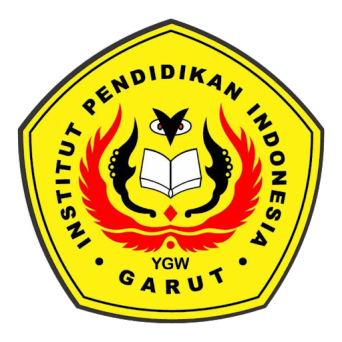 INSTITUT PENDIDIKAN INDONESIA
YGW
• GARUT •